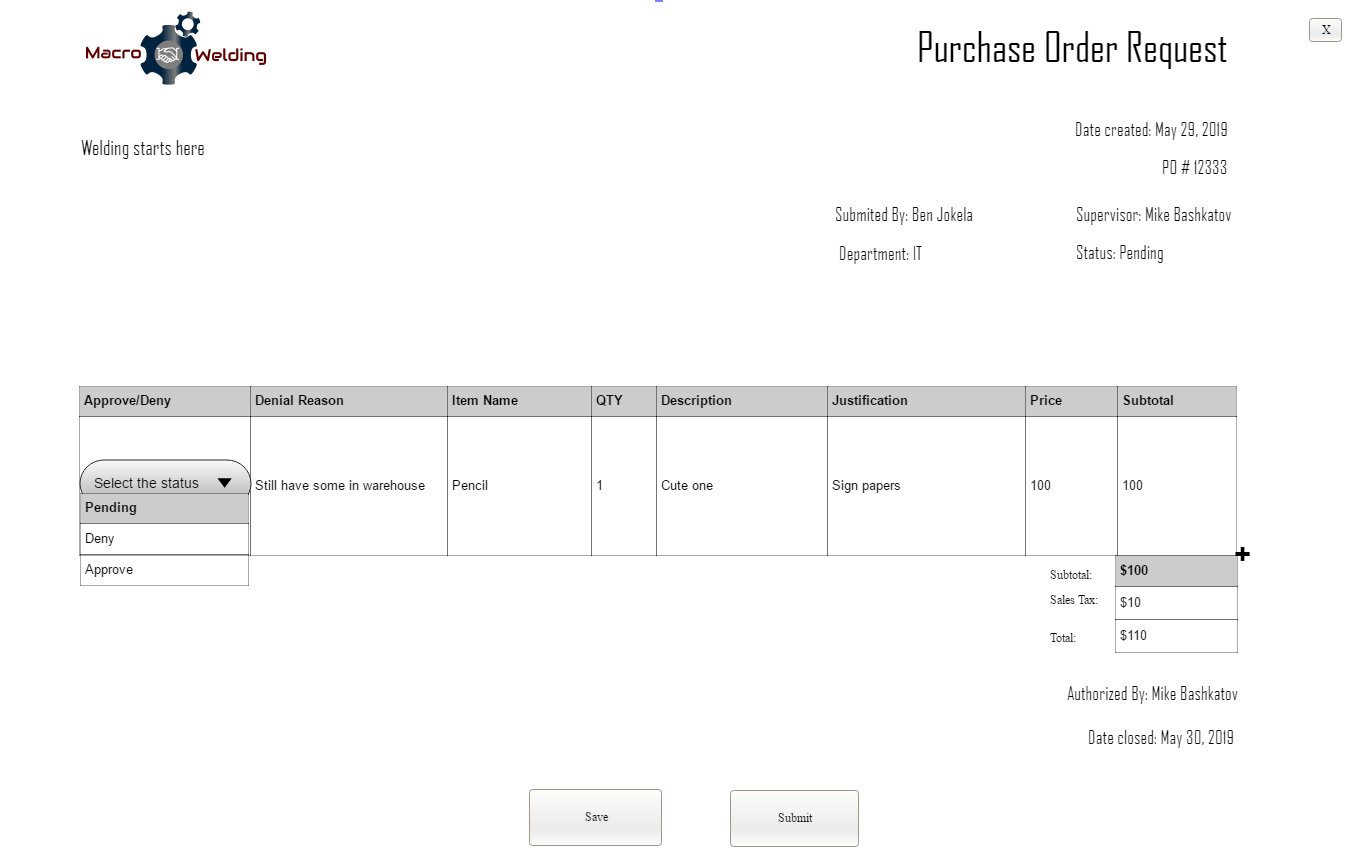 Macro Welding
Purchase Order Request
X
Date created: May 29, 2019
Welding starts here
PO # 12333
Submited By: Ben Jokela
Supervisor: Mike Bashkatov
Department: IT
Status: Pending
Approve/Deny Denial Reason Item Name QTY Description Justification Price Subtotal
Select the status Still have some in warehouse Pencil 1 Cute one Sign papers 100 100
Pending
Deny
Approve
Subtotal: $100
Sales Tax: $10
Total: $110
Authorized By: Mike Bashkatov
Date closed: May 30, 2019
Save
Submit